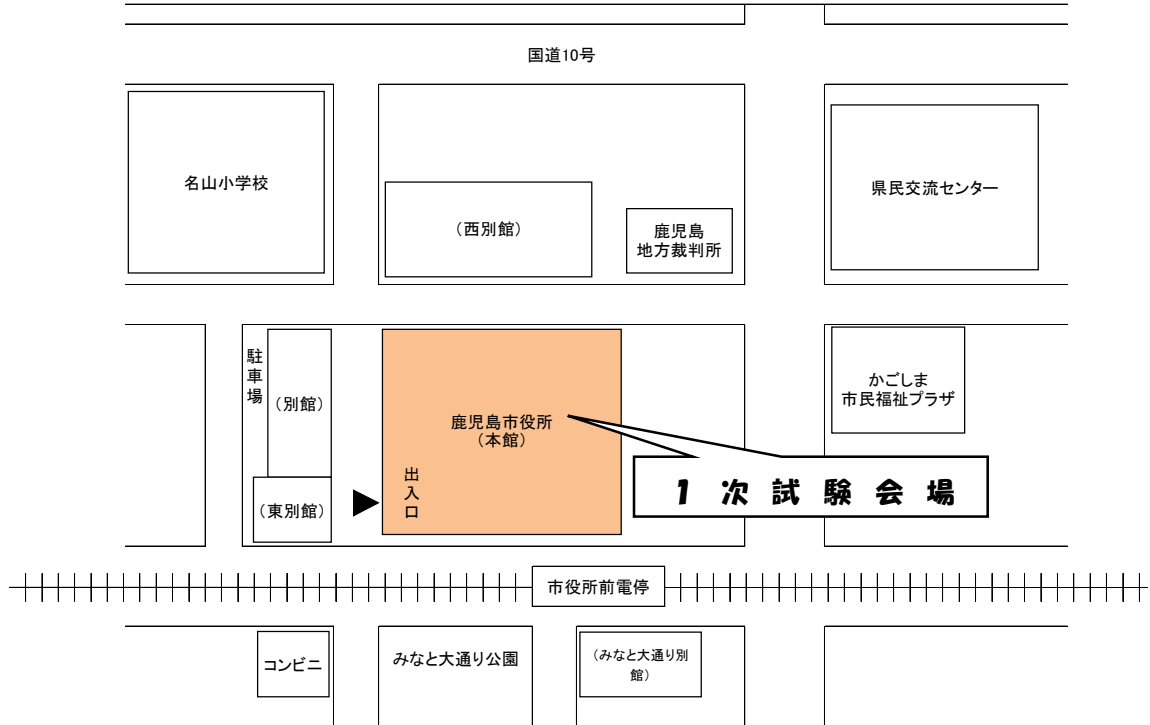 国道10号
名山小学校
(西別館)
鹿児島
地方裁判所
県民交流センター
駐車場
(別館)
(東別館)
鹿児島市役所
(本館)
出入口
かごしま
市民福祉プラザ
1次試験会場
市役所前電停
コンビニ
みなと大通り公園
(みなと大通り別
館)